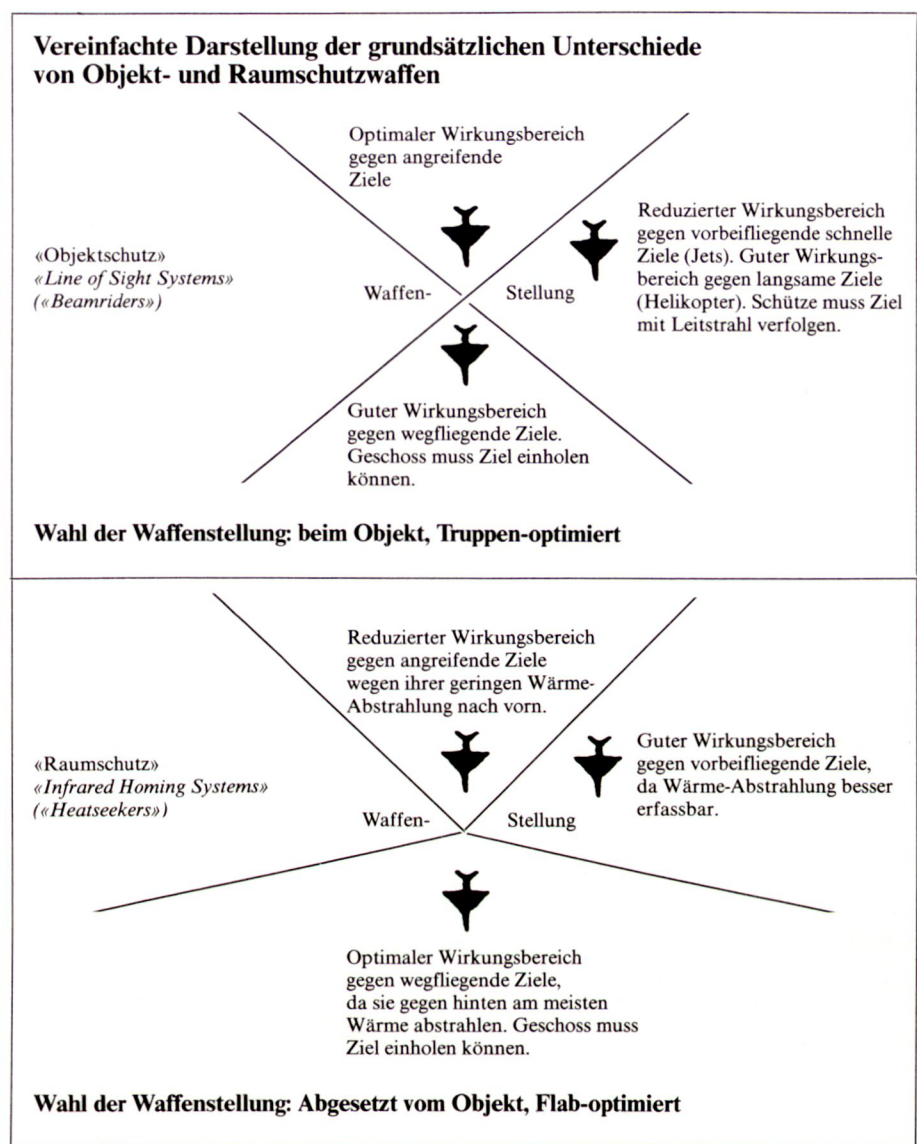 Vereinfachte Darstellung der grundsätzlichen Unterschiede
von Objekt- und Raumschutzwaffen
Optimaler Wirkungsbereich
gegen angreifende
Ziele
«Objektschutz»
«Line of Sight Systems»
(«Beamriders»)
Waffen- Stellung
Reduzierter Wirkungsbereich
gegen vorbeifliegende schnelle
Ziele (Jets). Guter Wirkungs-
bereich gegen langsame Ziele
(Helikopter). Schütze muss Ziel
mit Leitstrahl verfolgen.
Guter Wirkungsbereich
gegen wegfliegende Ziele.
Geschoss muss Ziel einholen
können.
Wahl der Waffenstellung: beim Objekt, Truppen-optimiert
Reduzierter Wirkungsbereich
gegen angreifende Ziele
wegen ihrer geringen Wärme-
Abstrahlung nach vorn.
«Raumschutz»
«Infrared Homing Systems»
(«Heatseekers»)
Waffen- Stellung
Guter Wirkungsbereich
gegen vorbeifliegende Ziele,
da Wärme-Abstrahlung besser
erfassbar.
Optimaler Wirkungsbereich
gegen wegfliegende Ziele,
da sie gegen hinten am meisten
Wärme abstrahlen. Geschoss muss
Ziel einholen können.
Wahl der Waffenstellung: Abgesetzt vom Objekt, Flab-optimiert